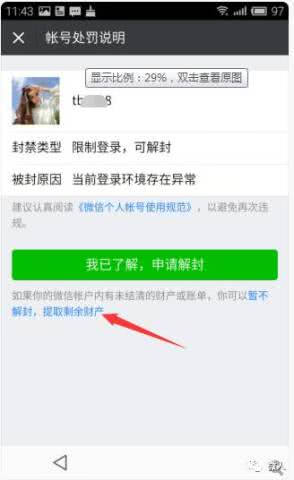 11:43
97
× 帐号处罚说明
显示比例：29%，双击查看原图
tb 8
封禁类型 限制登录，可解封
被封原因 当前登录环境存在异常
建议认真阅读《微信个人帐号使用规范》，以避免再次违
规。
我已了解，申请解封
如果你的微信帐户内有未结清的财产或账单，你可以暂不
解封，提取剩余财产